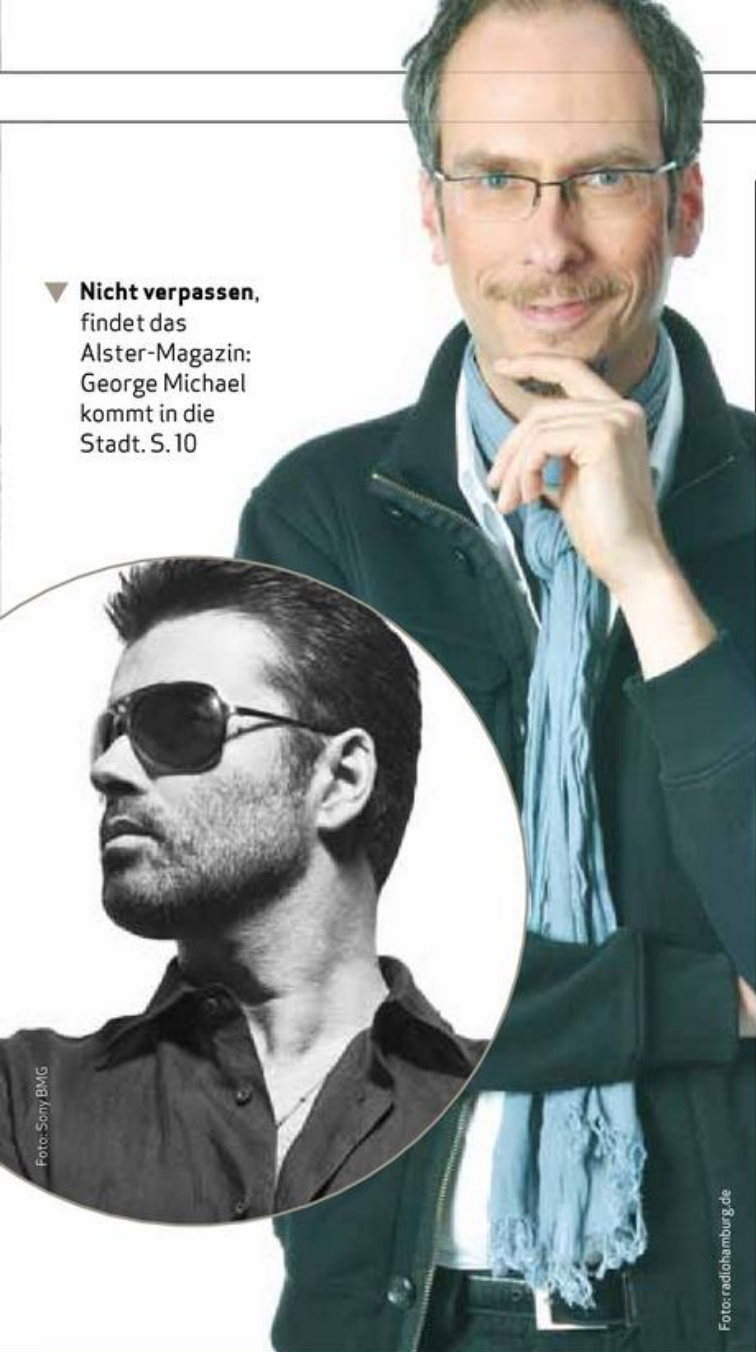 Nicht verpassen,
findet das
Alster-Magazin:
George Michael
kommt in die
Stadt. S. 10
Foto: Sony BMG
Foto: radiohamburg.de